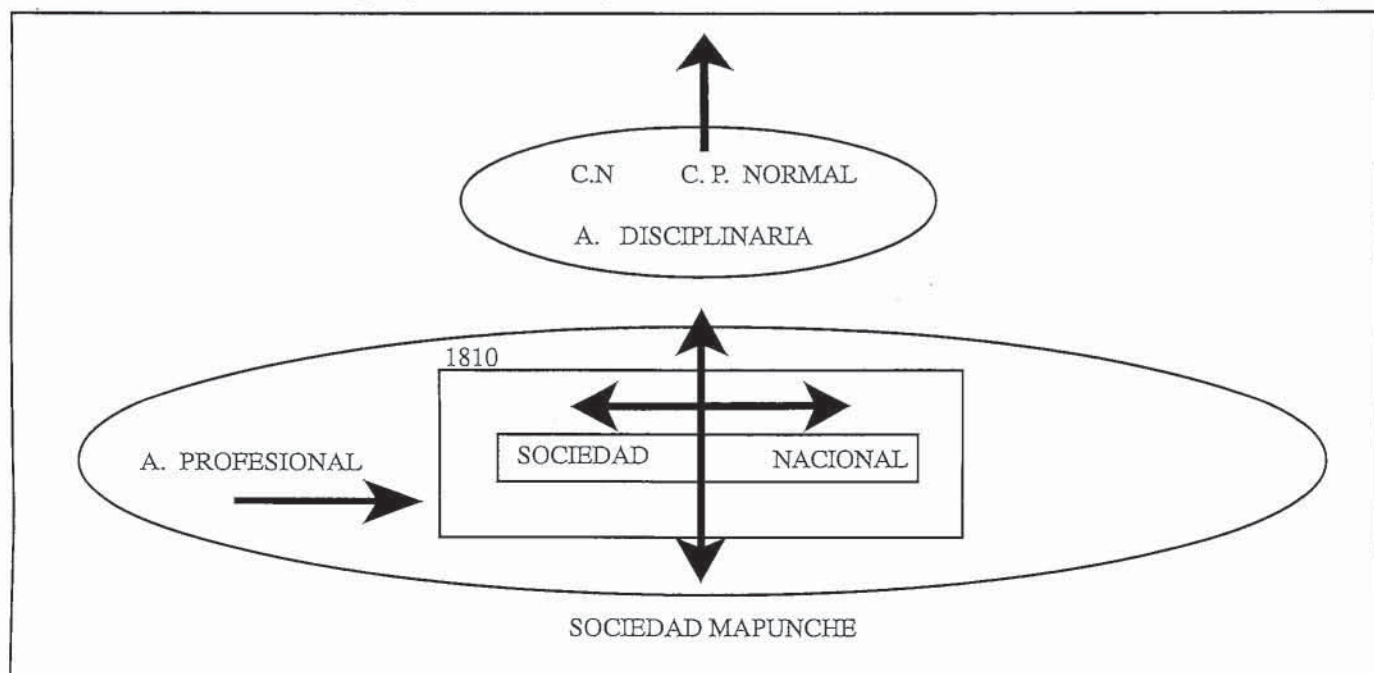 C.N C. P. NORMAL
A. DISCIPLINARIA
1810
SOCIEDAD NACIONAL
A. PROFESIONAL
SOCIEDAD MAPUNCHE